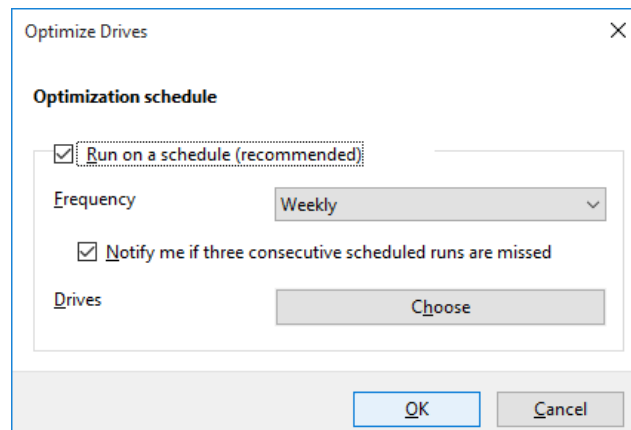 Optimize Drives
Optimization schedule
Run on a schedule (recommended)
Frequency Weekly
Notify me if three consecutive scheduled runs are missed
Drives Choose
OK Cancel